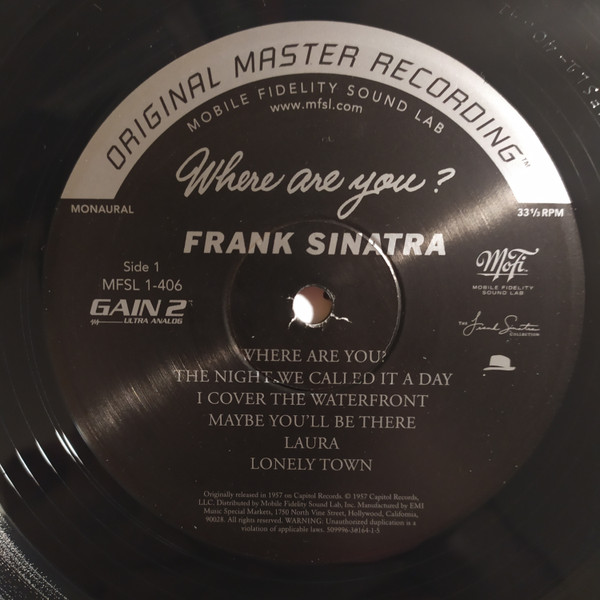 ORIGINAL MASTER RECORDING™
MOBILE FIDELITY SOUND LAB
www.mfsl.com
Where are you?
MONAURAL
33⅓ RPM
FRANK SINATRA
Side 1
MFSL 1-406
GAIN 2™
ULTRA ANALOG
MoFi
MOBILE FIDELITY
SOUND LAB
THE Frank Sinatra
COLLECTION
WHERE ARE YOU?
THE NIGHT WE CALLED IT A DAY
I COVER THE WATERFRONT
MAYBE YOU'LL BE THERE
LAURA
LONELY TOWN
Originally released in 1957 on Capitol Records. © 1957 Capitol Records,
LLC. Distributed by Mobile Fidelity Sound Lab, Inc. Manufactured by EMI
Music Special Markets, 1750 North Vine Street, Hollywood, California,
90028. All rights reserved. WARNING: Unauthorized duplication is a
violation of applicable laws. 509996-34164-1-5